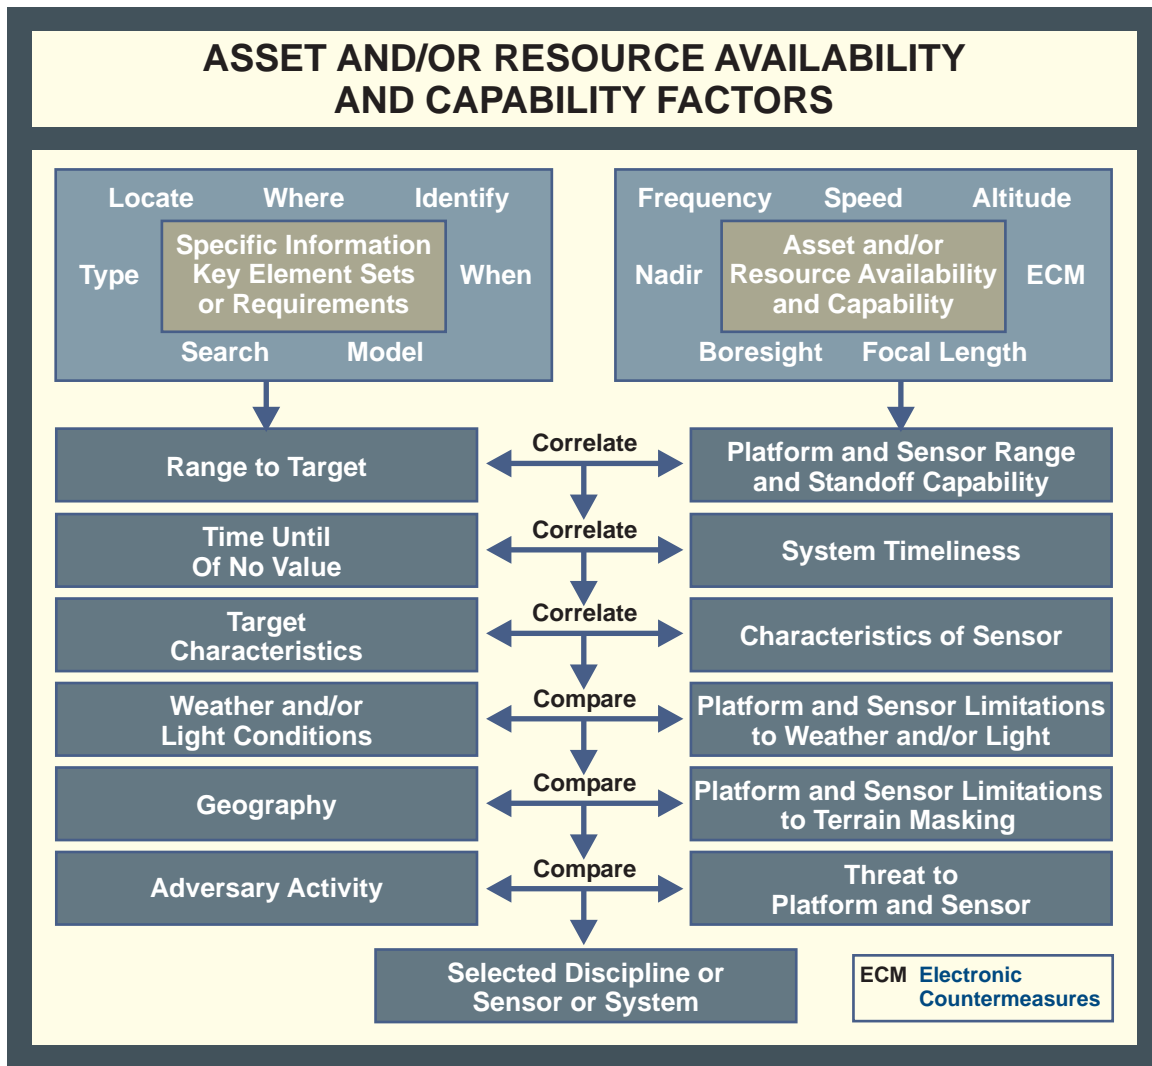 ASSET AND/OR RESOURCE AVAILABILITY
AND CAPABILITY FACTORS
Locate Where Identify
Type
Specific Information
Key Element Sets
or Requirements
When
Search Model
Frequency Speed Altitude
Nadir
Asset and/or
Resource Availability
and Capability
ECM
Boresight Focal Length
Range to Target
Correlate
Platform and Sensor Range
and Standoff Capability
Time Until
Of No Value
Correlate
System Timeliness
Target
Characteristics
Correlate
Characteristics of Sensor
Weather and/or
Light Conditions
Compare
Platform and Sensor Limitations
to Weather and/or Light
Geography
Compare
Platform and Sensor Limitations
to Terrain Masking
Adversary Activity
Compare
Threat to
Platform and Sensor
Selected Discipline or
Sensor or System
ECM Electronic
Countermeasures